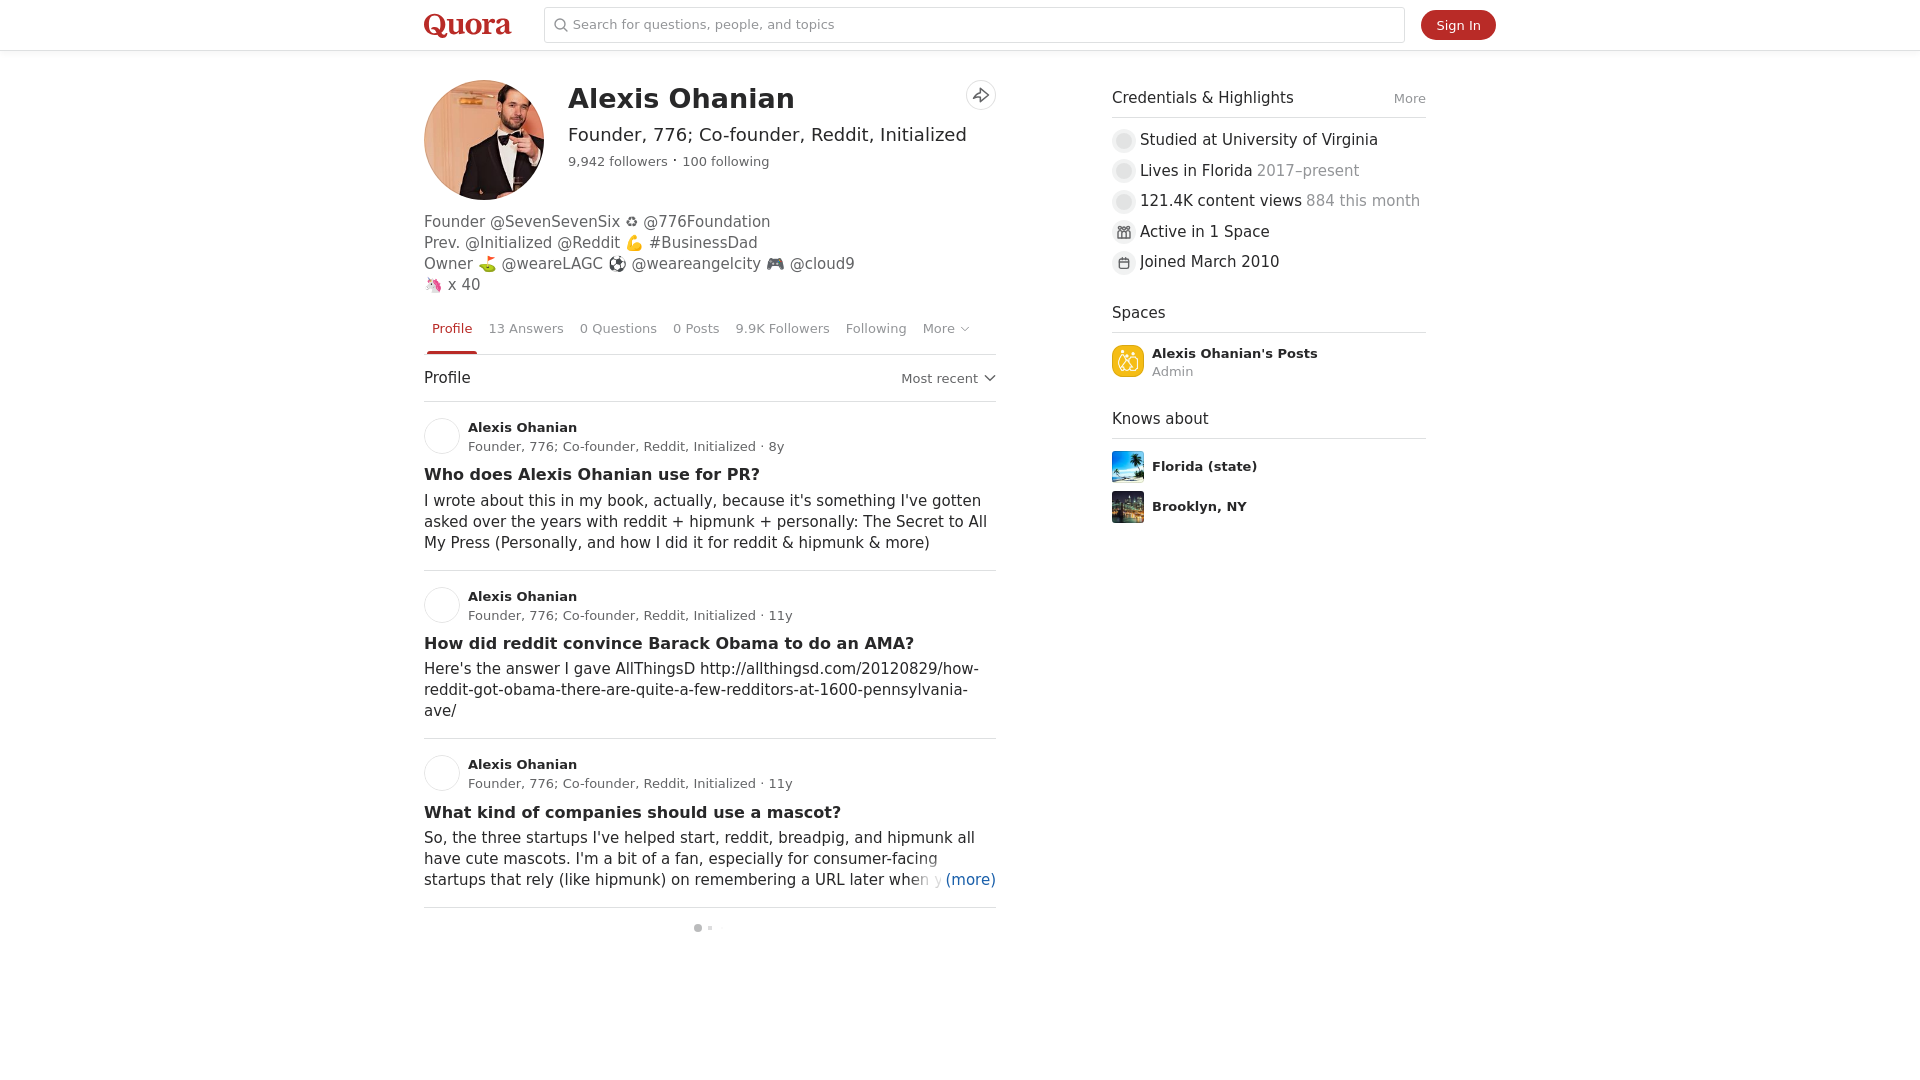 Quora
Search for questions, people, and topics
Sign In
Alexis Ohanian
Founder, 776; Co-founder, Reddit, Initialized
9,942 followers · 100 following
Founder @SevenSevenSix ♻ @776Foundation
Prev. @Initialized @Reddit 💪 #BusinessDad
Owner ⛳ @weareLAGC ⚽ @weareangelcity 🎮 @cloud9
🦄 x 40
Profile
13 Answers
0 Questions
0 Posts
9.9K Followers
Following
More
Profile
Most recent
Alexis Ohanian
Founder, 776; Co-founder, Reddit, Initialized · 8y
Who does Alexis Ohanian use for PR?
I wrote about this in my book, actually, because it's something I've gotten
asked over the years with reddit + hipmunk + personally: The Secret to All
My Press (Personally, and how I did it for reddit & hipmunk & more)
Alexis Ohanian
Founder, 776; Co-founder, Reddit, Initialized · 11y
How did reddit convince Barack Obama to do an AMA?
Here's the answer I gave AllThingsD http://allthingsd.com/20120829/how-
reddit-got-obama-there-are-quite-a-few-redditors-at-1600-pennsylvania-
ave/
Alexis Ohanian
Founder, 776; Co-founder, Reddit, Initialized · 11y
What kind of companies should use a mascot?
So, the three startups I've helped start, reddit, breadpig, and hipmunk all
have cute mascots. I'm a bit of a fan, especially for consumer-facing
startups that rely (like hipmunk) on remembering a URL later when (more)
Credentials & Highlights
More
Studied at University of Virginia
Lives in Florida 2017–present
121.4K content views 884 this month
Active in 1 Space
Joined March 2010
Spaces
Alexis Ohanian's Posts
Admin
Knows about
Florida (state)
Brooklyn, NY